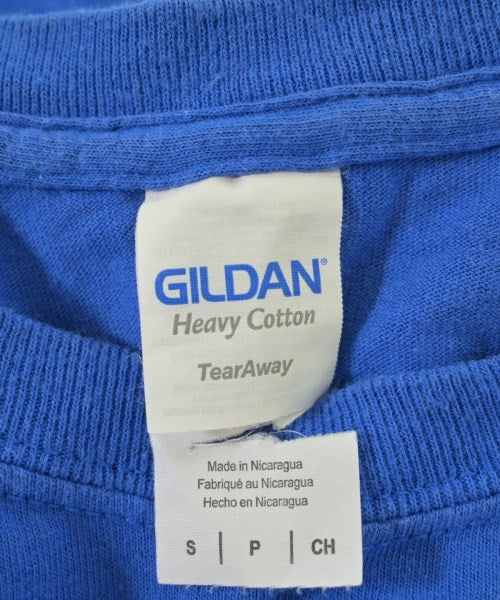 GILDAN®
Heavy Cotton
TearAway
Made in Nicaragua
Fabriqué au Nicaragua
Hecho en Nicaragua
S | P | CH